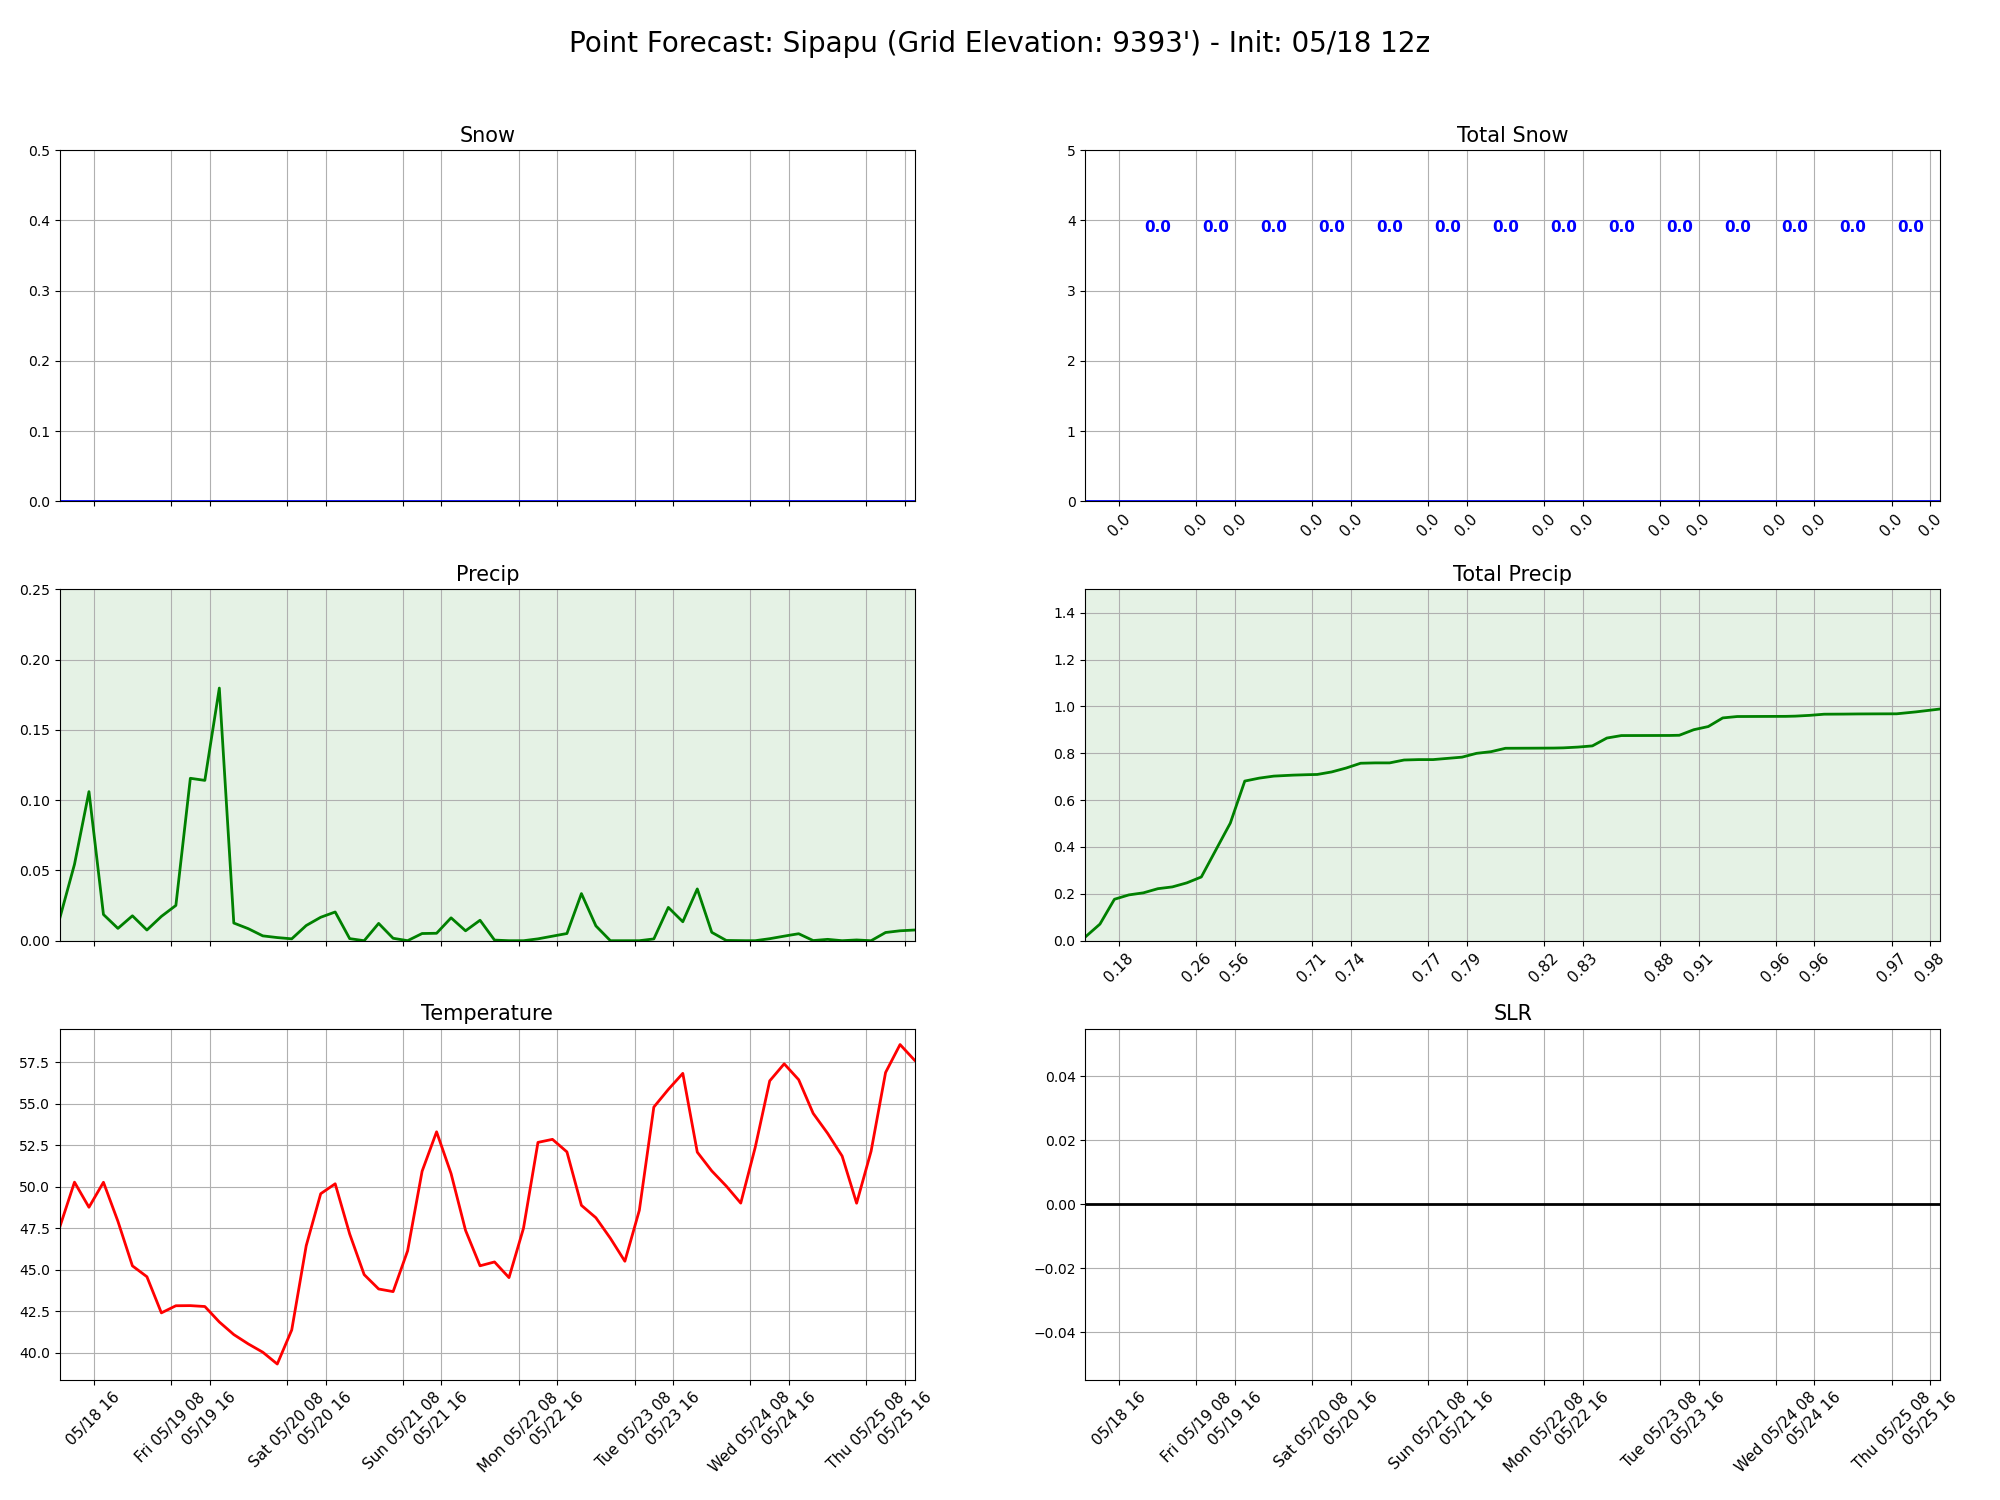 Point Forecast: Sipapu (Grid Elevation: 9393') - Init: 05/18 12z
Snow
0.5
0.4
0.3
0.2
0.1
0.0
Total Snow
5
4
3
2
1
0
0.0 0.0 0.0 0.0 0.0 0.0 0.0 0.0 0.0 0.0 0.0 0.0 0.0 0.0
0.0 0.0 0.0 0.0 0.0 0.0 0.0 0.0 0.0 0.0 0.0 0.0 0.0 0.0 0.0
Precip
0.25
0.20
0.15
0.10
0.05
0.00
Total Precip
1.4
1.2
1.0
0.8
0.6
0.4
0.2
0.0
0.18 0.26 0.56 0.71 0.74 0.77 0.79 0.82 0.83 0.88 0.91 0.96 0.96 0.97 0.98
Temperature
57.5
55.0
52.5
50.0
47.5
45.0
42.5
40.0
05/18 16
Fri 05/19 08
05/19 16
Sat 05/20 08
05/20 16
Sun 05/21 08
05/21 16
Mon 05/22 08
05/22 16
Tue 05/23 08
05/23 16
Wed 05/24 08
05/24 16
Thu 05/25 08
05/25 16
SLR
0.04
0.02
0.00
−0.02
−0.04
05/18 16
Fri 05/19 08
05/19 16
Sat 05/20 08
05/20 16
Sun 05/21 08
05/21 16
Mon 05/22 08
05/22 16
Tue 05/23 08
05/23 16
Wed 05/24 08
05/24 16
Thu 05/25 08
05/25 16